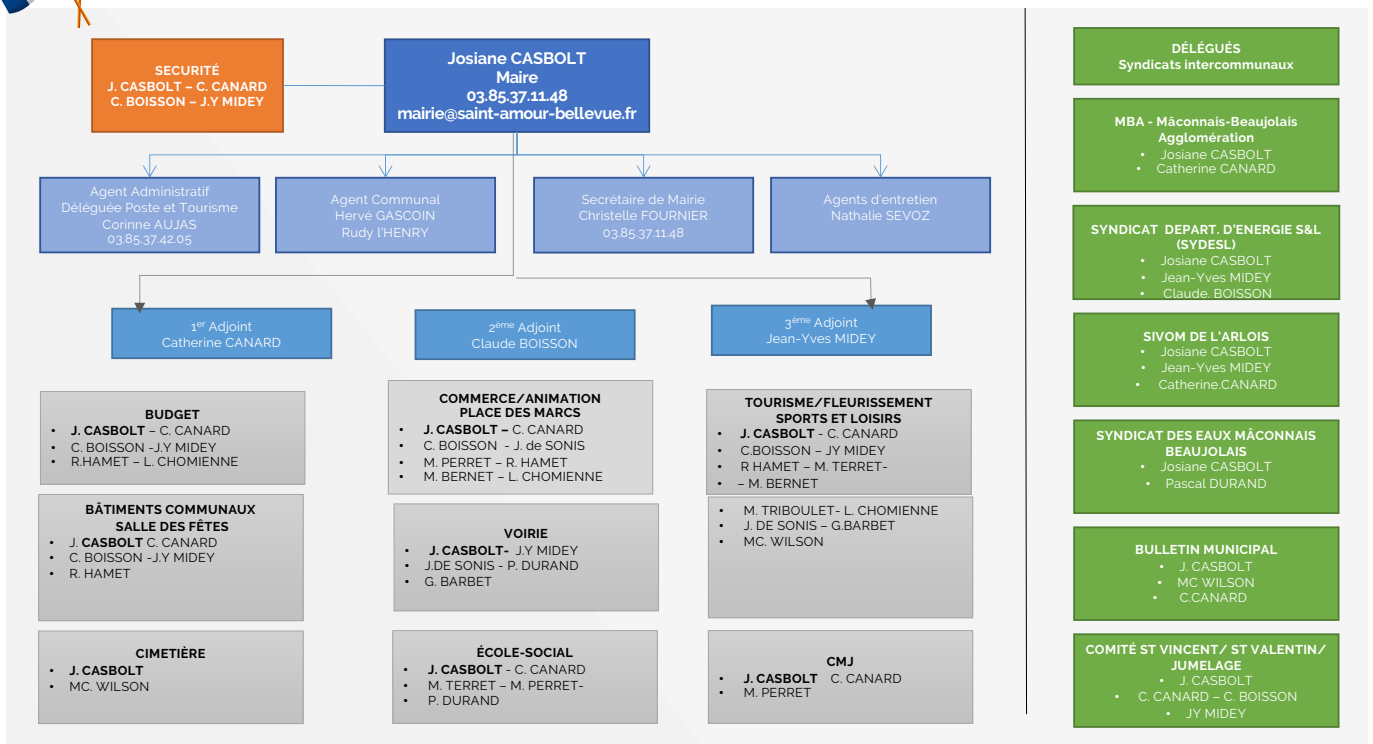 SECURITÉ
J. CASBOLT – C. CANARD
C. BOISSON – J.Y MIDEY
Josiane CASBOLT
Maire
03.85.37.11.48
mairie@saint-amour-bellevue.fr
Agent Administratif
Déléguée Poste et Tourisme
Corinne AUJAS
03.85.37.42.05
Agent Communal
Hervé GASCOIN
Rudy l'HENRY
Secrétaire de Mairie
Christelle FOURNIER
03.85.37.11.48
Agents d'entretien
Nathalie SEVOZ
1er Adjoint
Catherine CANARD
2ème Adjoint
Claude BOISSON
3ème Adjoint
Jean-Yves MIDEY
BUDGET
• J. CASBOLT – C. CANARD
• C. BOISSON -J.Y MIDEY
• R.HAMET – L. CHOMIENNE
BÂTIMENTS COMMUNAUX
SALLE DES FÊTES
• J. CASBOLT C. CANARD
• C. BOISSON -J.Y MIDEY
• R. HAMET
CIMETIÈRE
• J. CASBOLT
• MC. WILSON
COMMERCE/ANIMATION
PLACE DES MARCS
• J. CASBOLT – C. CANARD
• C. BOISSON - J. de SONIS
• M. PERRET – R. HAMET
• M. BERNET – L. CHOMIENNE
VOIRIE
• J. CASBOLT- J.Y MIDEY
• J.DE SONIS - P. DURAND
• G. BARBET
ÉCOLE-SOCIAL
• J. CASBOLT - C. CANARD
• M. TERRET – M. PERRET-
• P. DURAND
TOURISME/FLEURISSEMENT
SPORTS ET LOISIRS
• J. CASBOLT - C. CANARD
• C.BOISSON – JY MIDEY
• R HAMET – M. TERRET-
• – M. BERNET
• M. TRIBOULET- L. CHOMIENNE
• J. DE SONIS – G.BARBET
• MC. WILSON
CMJ
• J. CASBOLT C. CANARD
• M. PERRET
DÉLÉGUÉS
Syndicats intercommunaux
MBA - Mâconnais-Beaujolais
Agglomération
• Josiane CASBOLT
• Catherine CANARD
SYNDICAT DEPART. D'ENERGIE S&L
(SYDESL)
• Josiane CASBOLT
• Jean-Yves MIDEY
• Claude. BOISSON
SIVOM DE L'ARLOIS
• Josiane CASBOLT
• Jean-Yves MIDEY
• Catherine.CANARD
SYNDICAT DES EAUX MÂCONNAIS
BEAUJOLAIS
• Josiane CASBOLT
• Pascal DURAND
BULLETIN MUNICIPAL
• J. CASBOLT
• MC WILSON
• C.CANARD
COMITÉ ST VINCENT/ ST VALENTIN/
JUMELAGE
• J. CASBOLT
• C. CANARD – C. BOISSON
• JY MIDEY